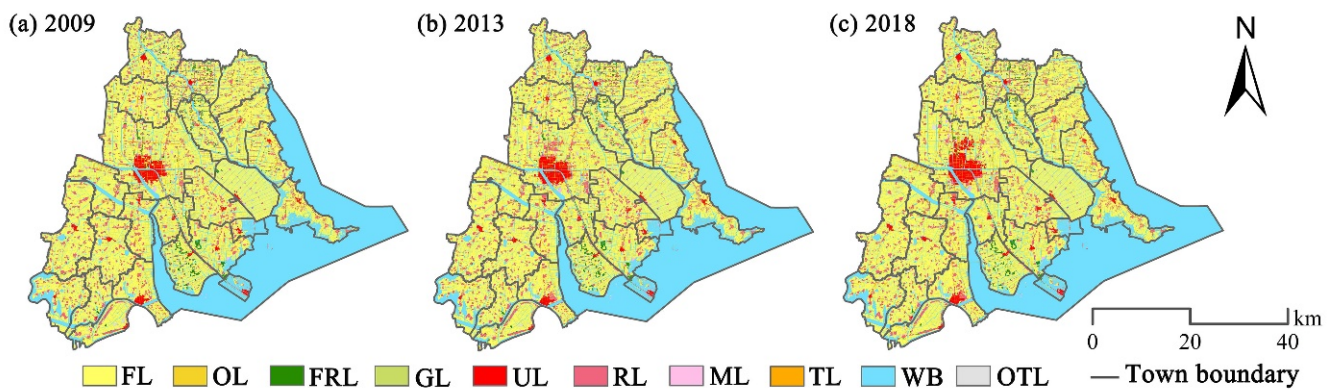 (a) 2009
(b) 2013
(c) 2018
N
km
0 20 40
FL OL FRL GL UL RL ML TL WB OTL Town boundary